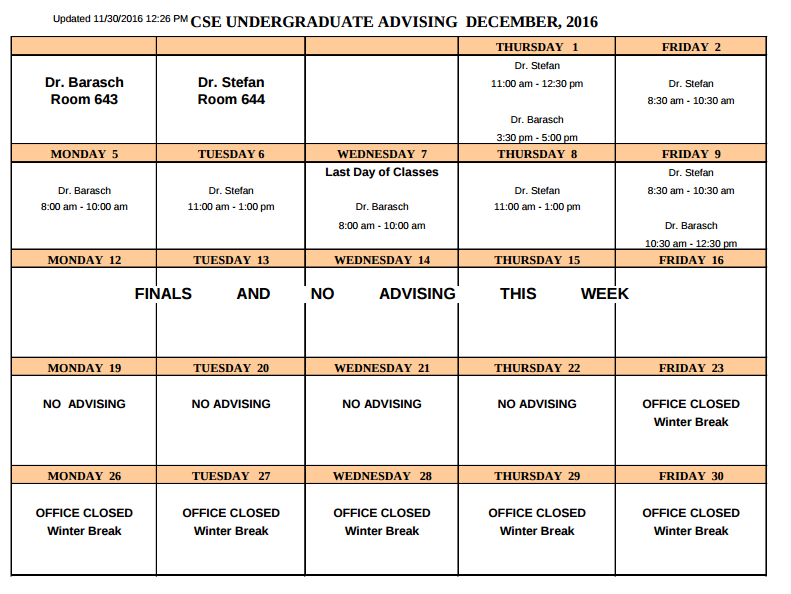 Updated 11/30/2016 12:26 PM CSE UNDERGRADUATE ADVISING DECEMBER, 2016
THURSDAY 1 FRIDAY 2
Dr. Barasch
Room 643
Dr. Stefan
Room 644
Dr. Stefan
11:00 am - 12:30 pm
Dr. Barasch
3:30 pm - 5:00 pm
Dr. Stefan
8:30 am - 10:30 am
MONDAY 5 TUESDAY 6 WEDNESDAY 7 THURSDAY 8 FRIDAY 9
Dr. Barasch
8:00 am - 10:00 am
Dr. Stefan
11:00 am - 1:00 pm
Last Day of Classes
Dr. Barasch
8:00 am - 10:00 am
Dr. Stefan
11:00 am - 1:00 pm
Dr. Stefan
8:30 am - 10:30 am
Dr. Barasch
10:30 am - 12:30 pm
MONDAY 12 TUESDAY 13 WEDNESDAY 14 THURSDAY 15 FRIDAY 16
FINALS AND NO ADVISING THIS WEEK
MONDAY 19 TUESDAY 20 WEDNESDAY 21 THURSDAY 22 FRIDAY 23
NO ADVISING
NO ADVISING
NO ADVISING
NO ADVISING
OFFICE CLOSED
Winter Break
MONDAY 26 TUESDAY 27 WEDNESDAY 28 THURSDAY 29 FRIDAY 30
OFFICE CLOSED
Winter Break
OFFICE CLOSED
Winter Break
OFFICE CLOSED
Winter Break
OFFICE CLOSED
Winter Break
OFFICE CLOSED
Winter Break